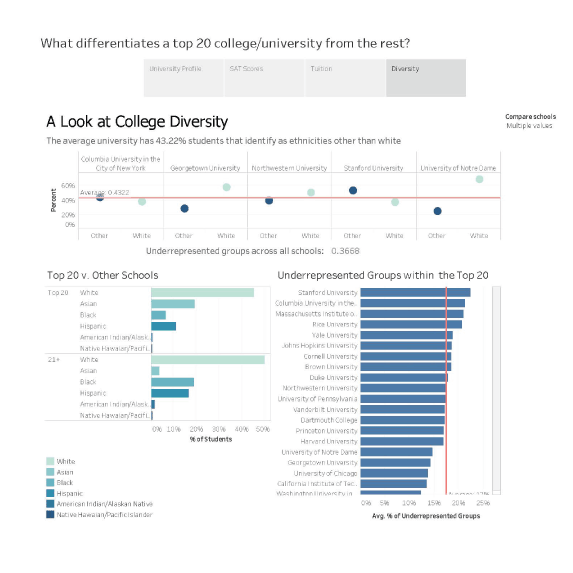 What differentiates a top 20 college/university from the rest?
University Profile
SAT Scores
Tuition
Diversity
A Look at College Diversity
Compare schools
Multiple values
The average university has 43.22% students that identify as ethnicities other than white
Columbia University in the
City of New York
Georgetown University
Northwestern University
Stanford University
University of Notre Dame
Percent
60%
40%
20%
0%
Average: 0.4322
Other
White
Other
White
Other
White
Other
White
Other
White
Underrepresented groups across all schools: 0.3668
Top 20 v. Other Schools
Top 20
White
Asian
Black
Hispanic
American Indian/Alask..
Native Hawaiian/Pacifi..
21+
White
Asian
Black
Hispanic
American Indian/Alask..
Native Hawaiian/Pacifi..
0% 10% 20% 30% 40% 50%
% of Students
Underrepresented Groups within the Top 20
Stanford University
Columbia University in the..
Massachusetts Institute o..
Rice University
Yale University
Johns Hopkins University
Cornell University
Brown University
Duke University
Northwestern University
University of Pennsylvania
Vanderbilt University
Dartmouth College
Princeton University
Harvard University
University of Notre Dame
Georgetown University
University of Chicago
California Institute of Tec..
Washington University in..
0% 5% 10% 15% 20% 25%
Avg. % of Underrepresented Groups
White
Asian
Black
Hispanic
American Indian/Alaskan Native
Native Hawaiian/Pacific Islander